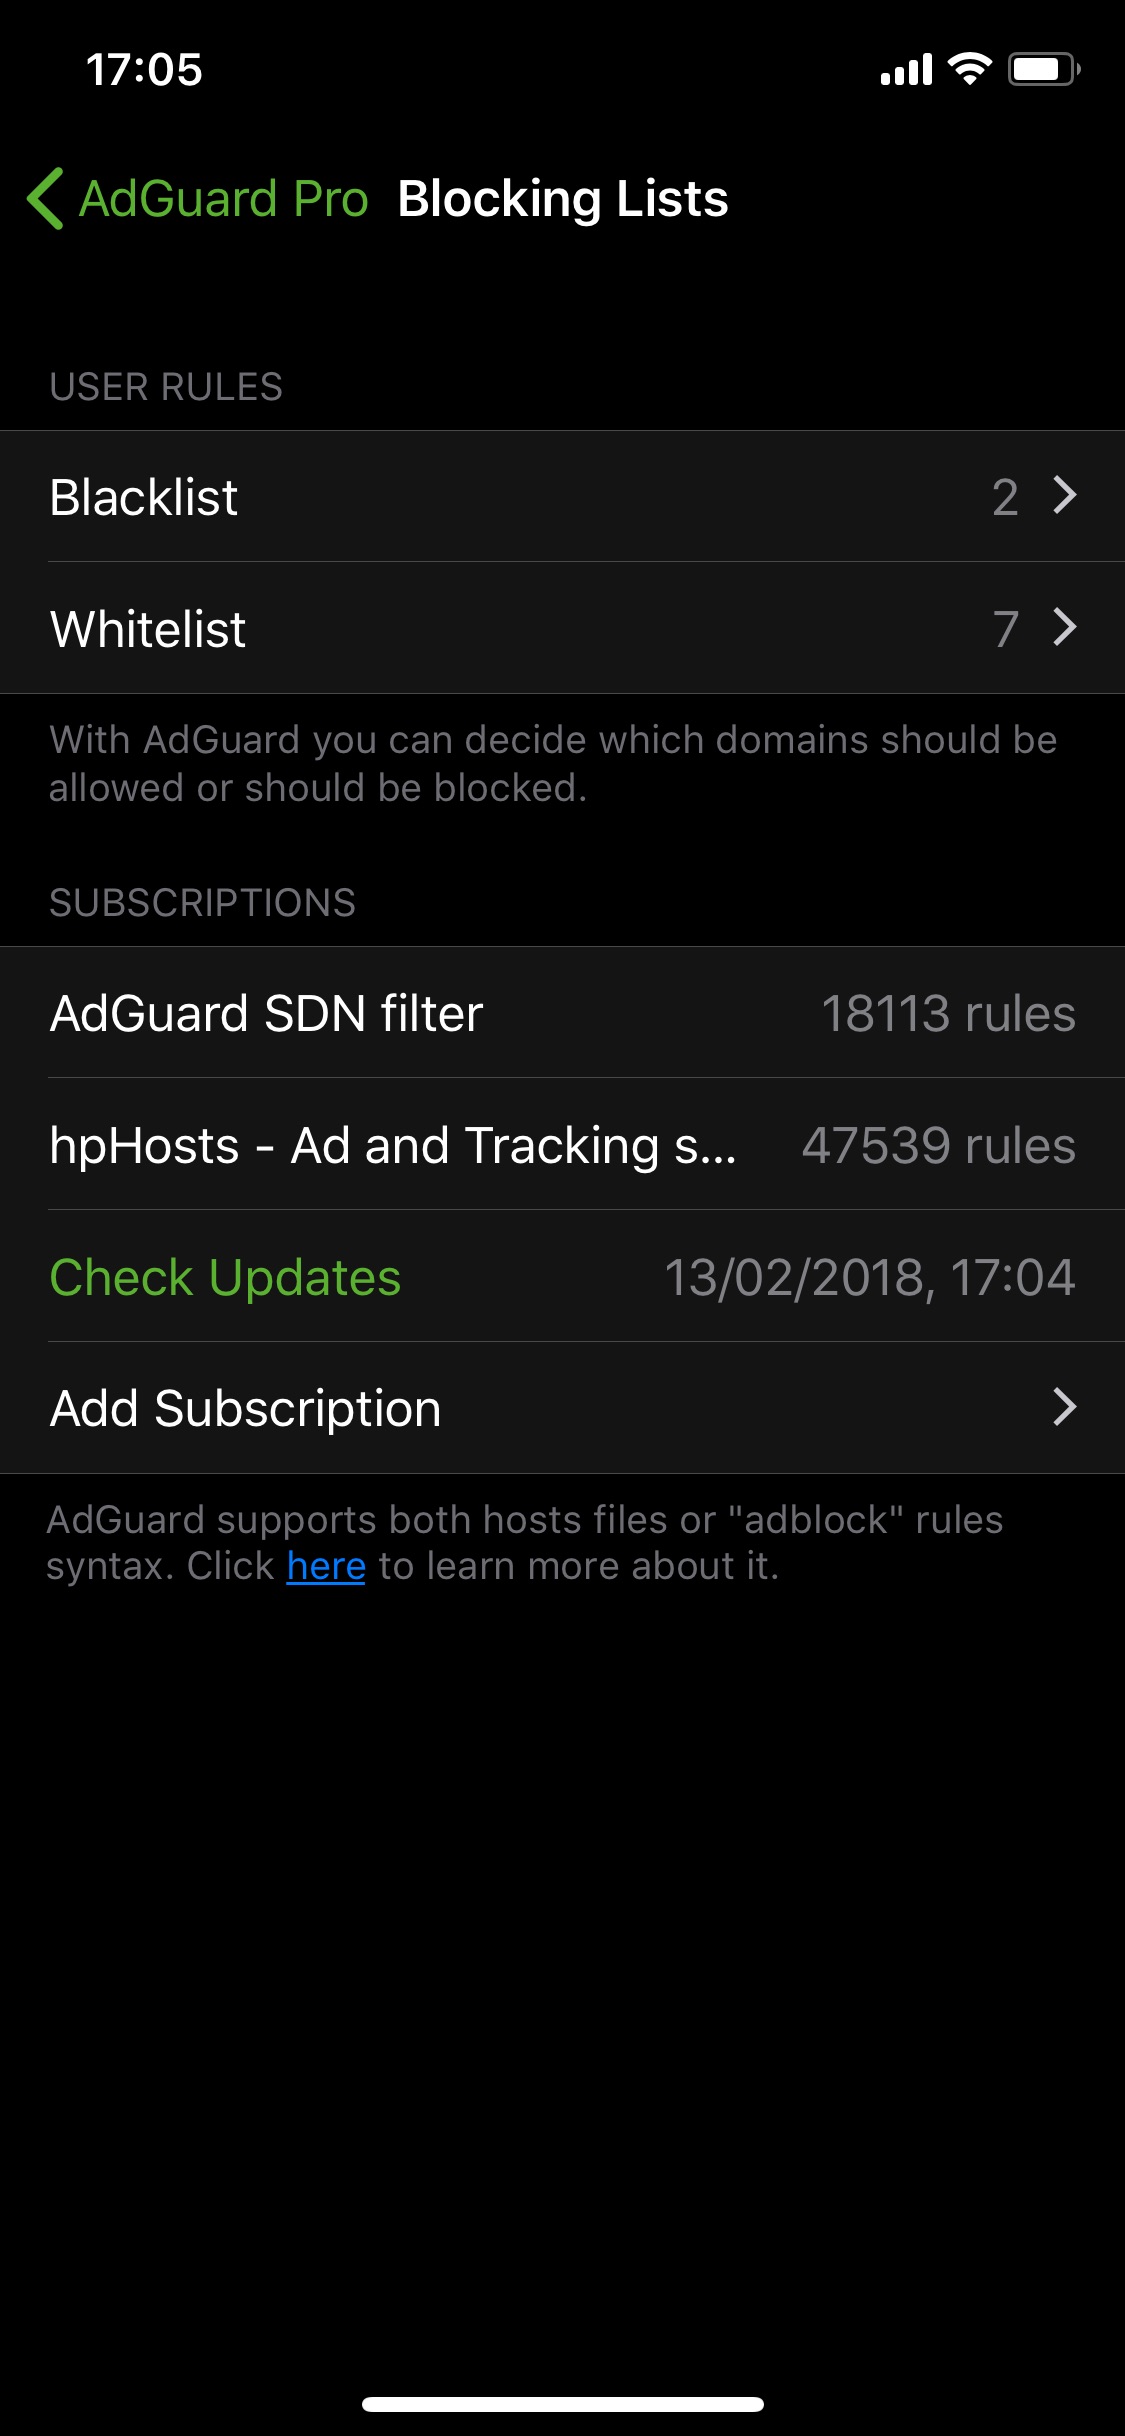 17:05
AdGuard Pro Blocking Lists
USER RULES
Blacklist 2
Whitelist 7
With AdGuard you can decide which domains should be
allowed or should be blocked.
SUBSCRIPTIONS
AdGuard SDN filter 18113 rules
hpHosts - Ad and Tracking s... 47539 rules
Check Updates 13/02/2018, 17:04
Add Subscription
AdGuard supports both hosts files or "adblock" rules
syntax. Click here to learn more about it.